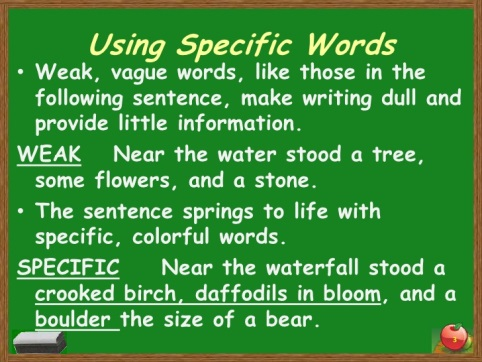 Using Specific Words
• Weak, vague words, like those in the
following sentence, make writing dull and
provide little information.
WEAK Near the water stood a tree,
some flowers, and a stone.
• The sentence springs to life with
specific, colorful words.
SPECIFIC Near the waterfall stood a
crooked birch, daffodils in bloom, and a
boulder the size of a bear.